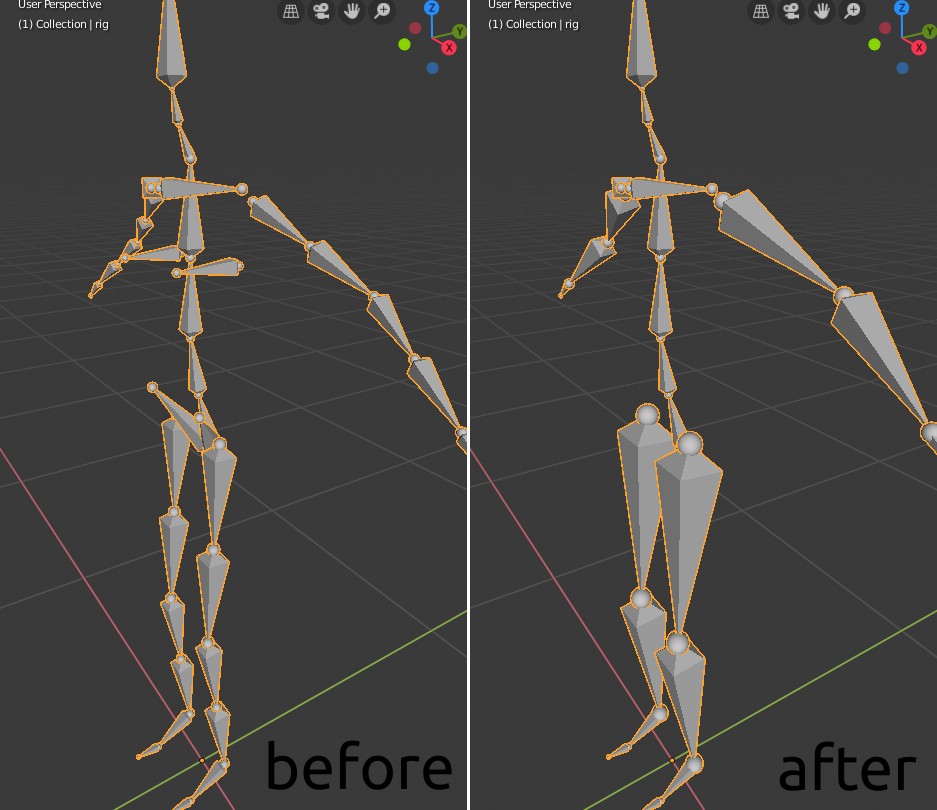 User Perspective
(1) Collection | rig
Z
Y
X
User Perspective
(1) Collection | rig
Z
Y
X
before
after